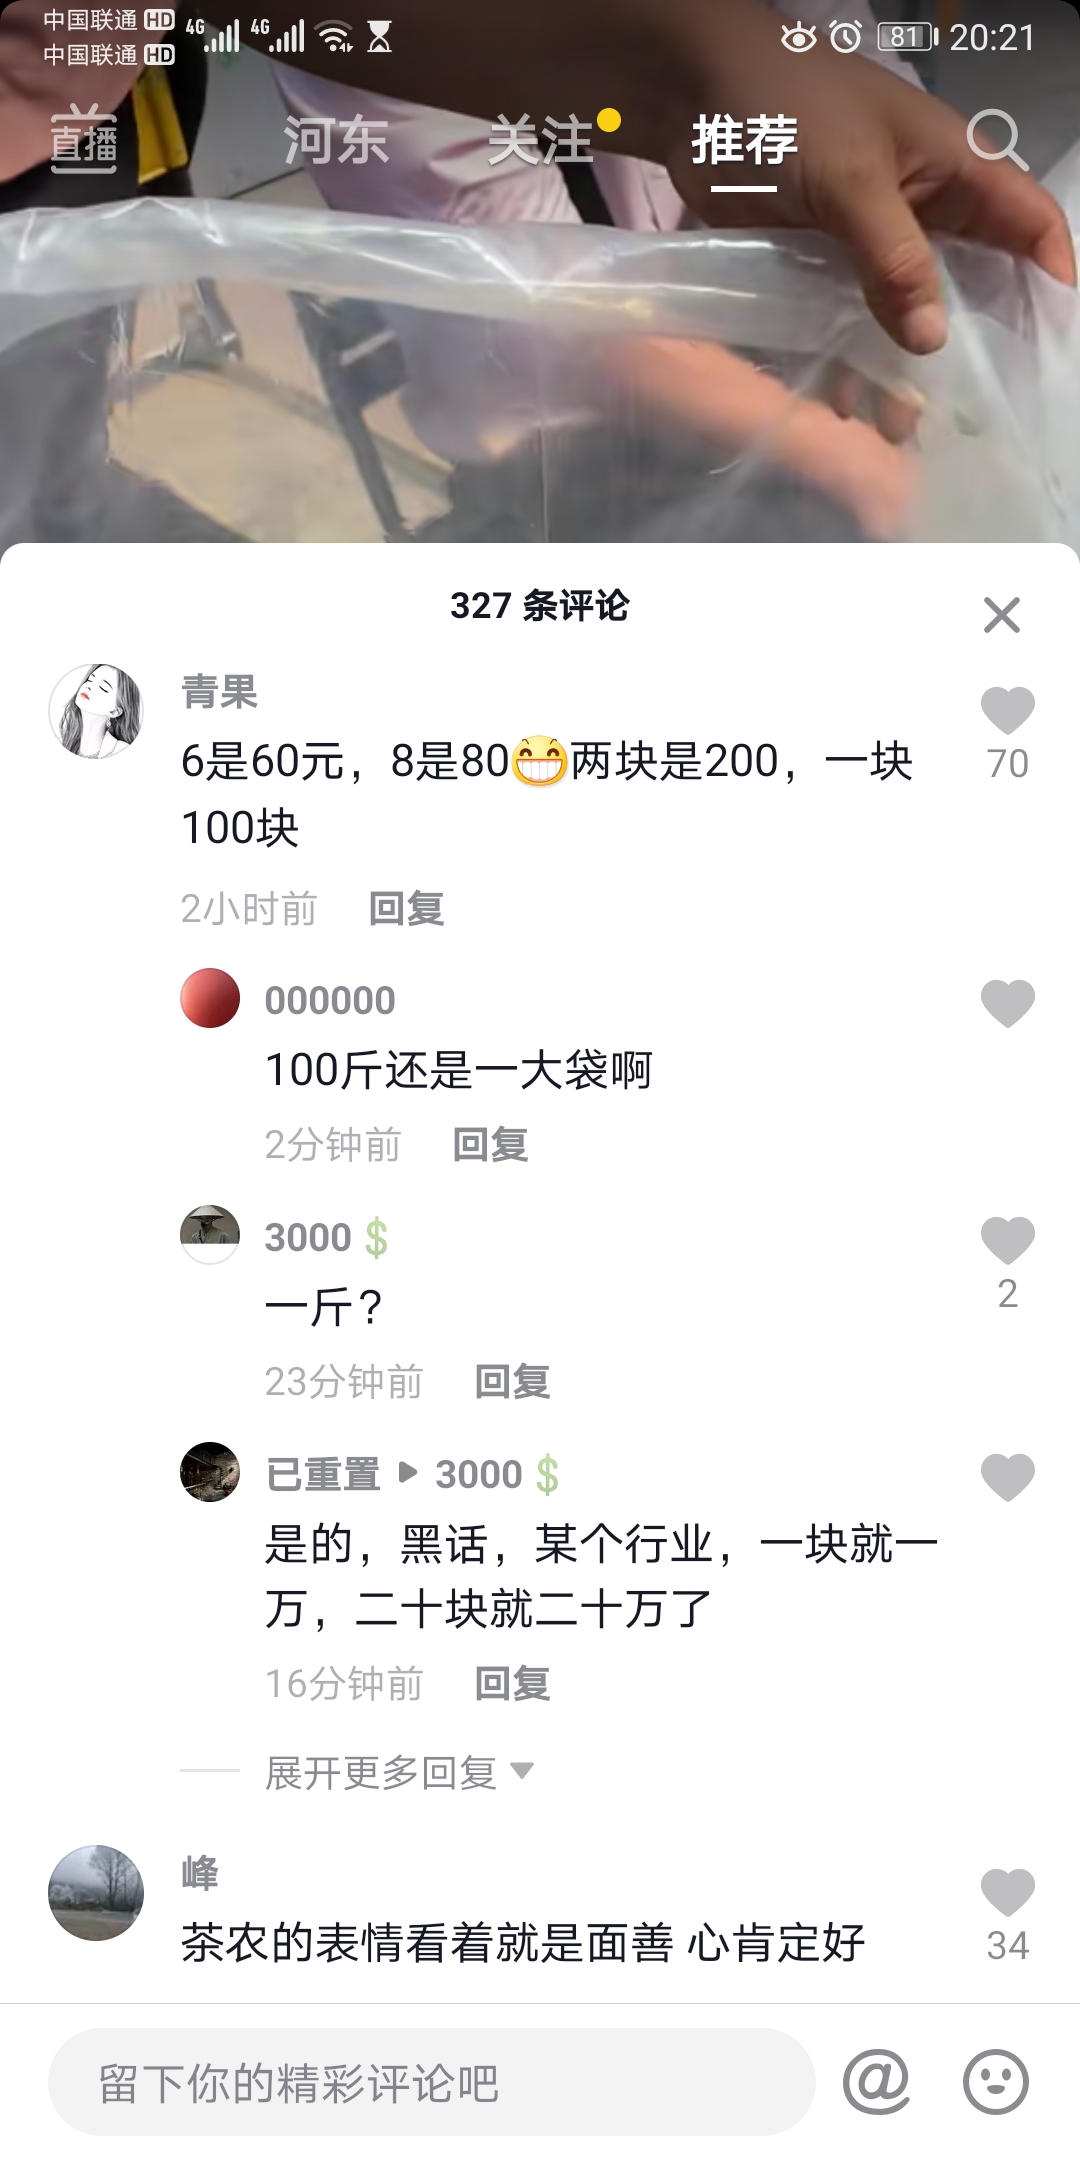 中国联通 HD 4G 4G 81 20:21
中国联通 HD
直播 河东 关注 推荐
327 条评论
青果
6是60元，8是80😁两块是200，一块
70
100块
2小时前 回复
000000
100斤还是一大袋啊
2分钟前 回复
3000💲
一斤？
2
23分钟前 回复
已重置 ▶ 3000💲
是的，黑话，某个行业，一块就一
万，二十块就二十万了
16分钟前 回复
展开更多回复
峰
茶农的表情看着就是面善 心肯定好
34
留下你的精彩评论吧 @